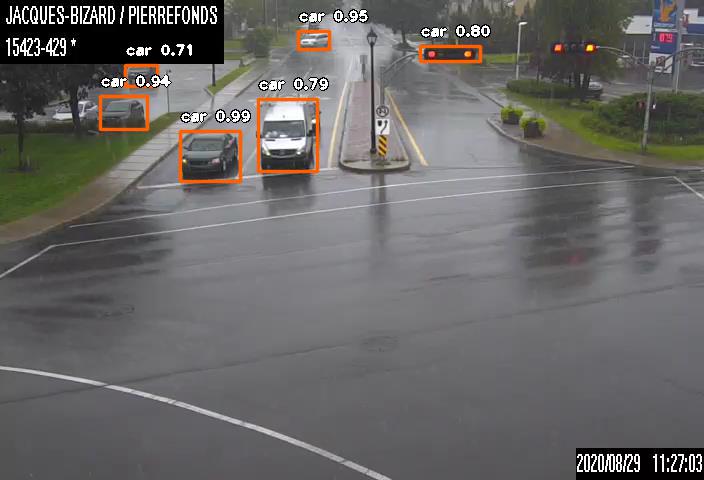 JACQUES-BIZARD / PIERREFONDS
15423-429 *
car 0.71
car 0.95
car 0.80
car 0.94
car 0.79
car 0.99
2020/08/29 11:27:03